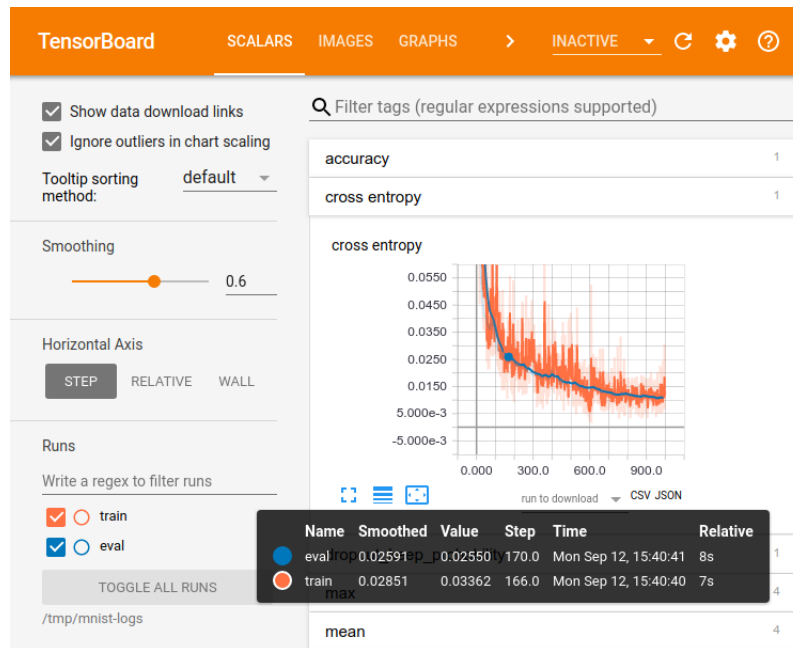 TensorBoard SCALARS IMAGES GRAPHS INACTIVE
Show data download links
Ignore outliers in chart scaling
Tooltip sorting method: default
Smoothing
0.6
Horizontal Axis
STEP RELATIVE WALL
Runs
Write a regex to filter runs
train
eval
TOGGLE ALL RUNS
/tmp/mnist-logs
Filter tags (regular expressions supported)
accuracy 1
cross entropy 1
cross entropy
0.0550
0.0450
0.0350
0.0250
0.0150
5.000e-3
-5.000e-3
0.000 300.0 600.0 900.0
run to download CSV JSON
Name Smoothed Value Step Time Relative
eval 0.02591 0.02550 170.0 Mon Sep 12, 15:40:41 8s
train 0.02851 0.03362 166.0 Mon Sep 12, 15:40:40 7s
1
max 4
mean 4